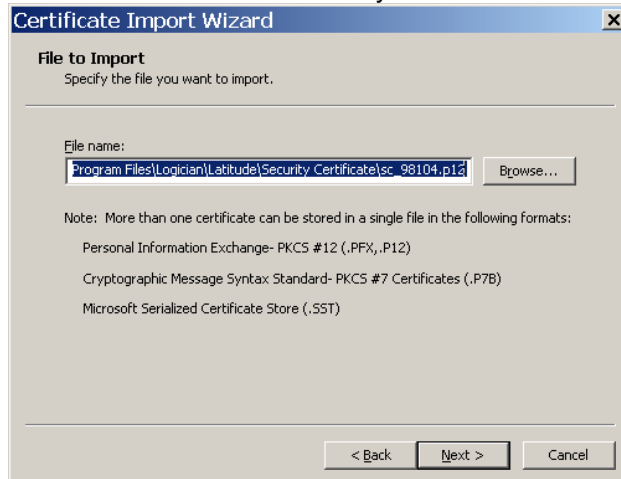 Certificate Import Wizard
File to Import
Specify the file you want to import.
File name:
Program Files\Logician\Latitude\Security Certificate\sc_98104.p12
Browse...
Note: More than one certificate can be stored in a single file in the following formats:
Personal Information Exchange- PKCS #12 (.PFX,.P12)
Cryptographic Message Syntax Standard- PKCS #7 Certificates (.P7B)
Microsoft Serialized Certificate Store (.SST)
< Back
Next >
Cancel